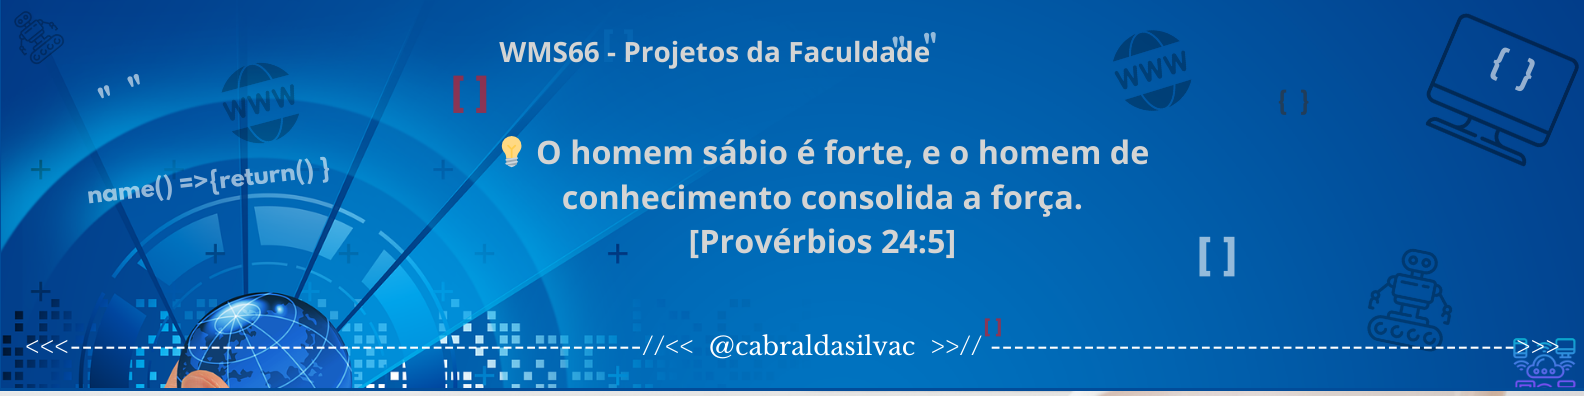 WMS66 - Projetos da Faculdade
" "
" "
WWW
WWW
[ ]
{ }
{ }
💡 O homem sábio é forte, e o homem de
conhecimento consolida a força.
[Provérbios 24:5]
name() =>{return() }
[ ]
[ ]
<<<--------------------//<< @cabraldasilvac >>//--------------------->>>